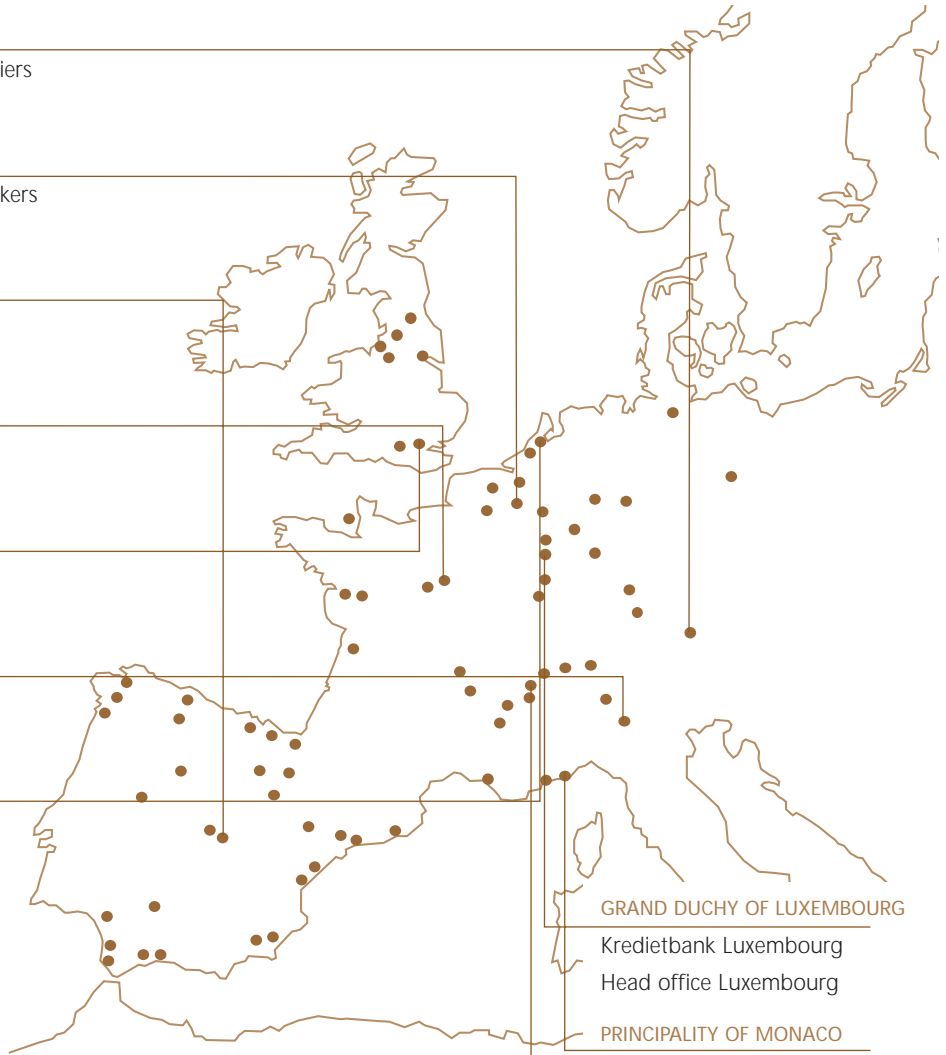 iers
kers
GRAND DUCHY OF LUXEMBOURG
Kredietbank Luxembourg
Head office Luxembourg
PRINCIPALITY OF MONACO